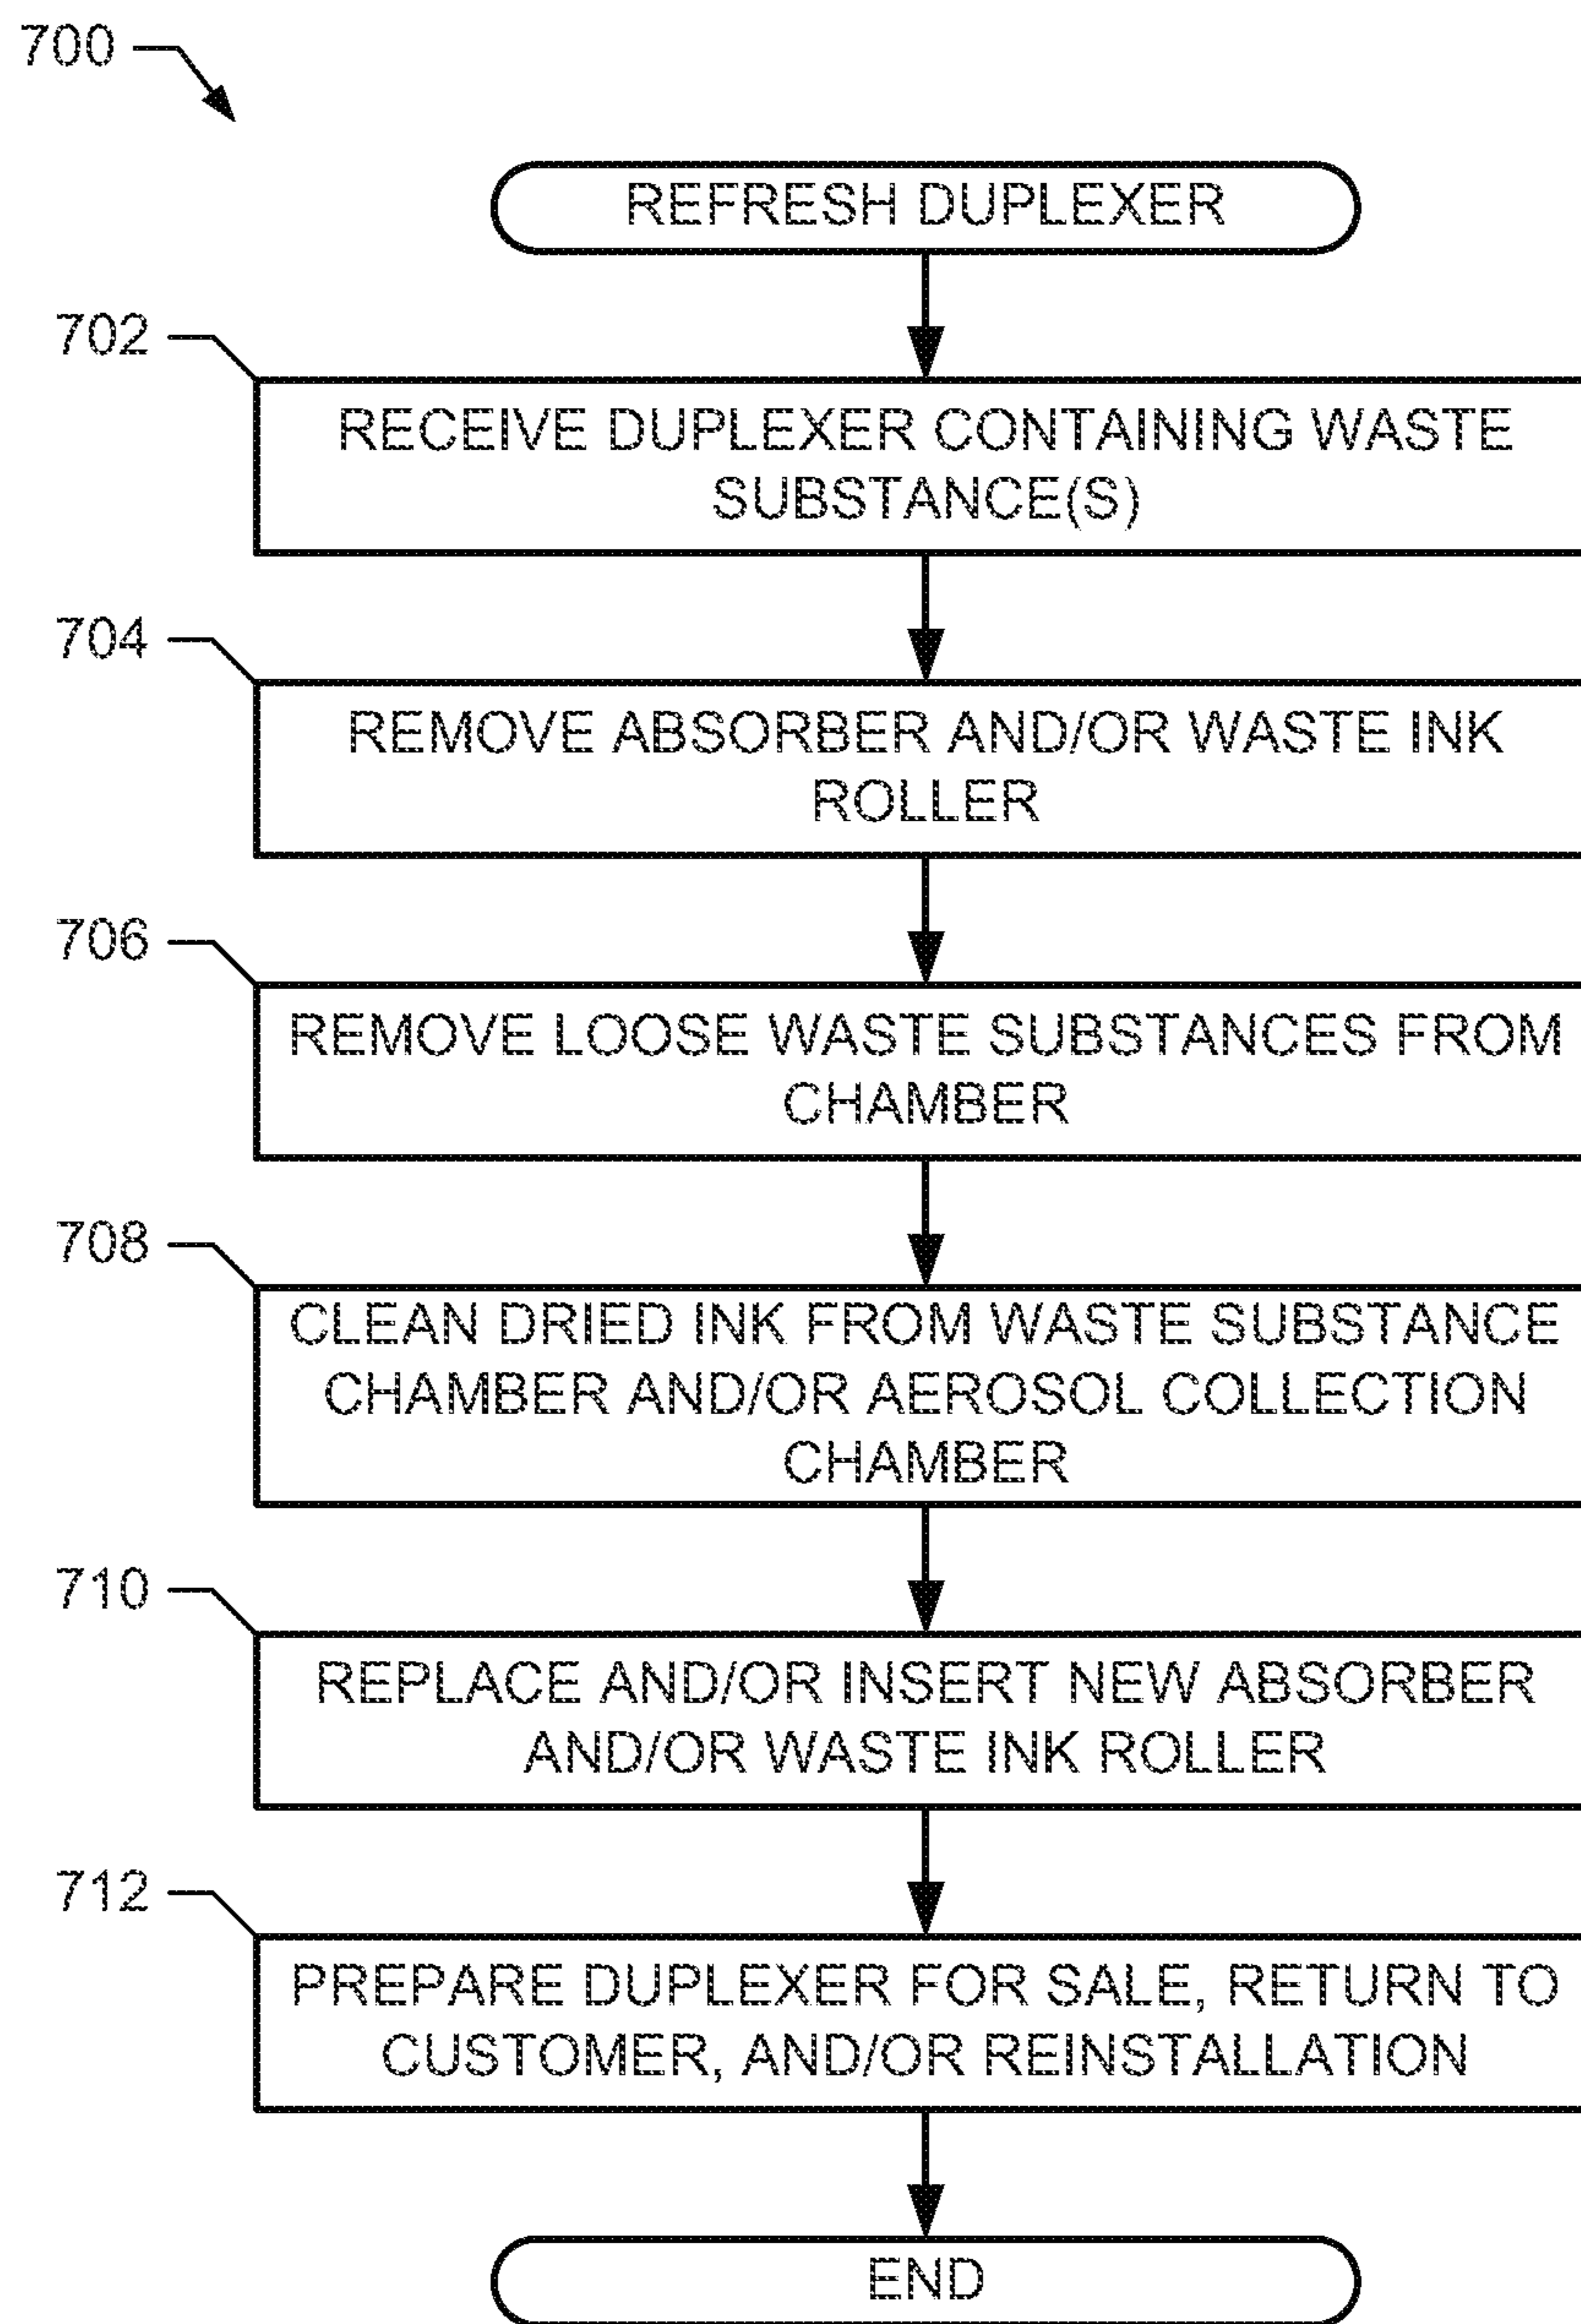 700
REFRESH DUPLEXER
702
RECEIVE DUPLEXER CONTAINING WASTE
SUBSTANCE(S)
704
REMOVE ABSORBER AND/OR WASTE INK
ROLLER
706
REMOVE LOOSE WASTE SUBSTANCES FROM
CHAMBER
708
CLEAN DRIED INK FROM WASTE SUBSTANCE
CHAMBER AND/OR AEROSOL COLLECTION
CHAMBER
710
REPLACE AND/OR INSERT NEW ABSORBER
AND/OR WASTE INK ROLLER
712
PREPARE DUPLEXER FOR SALE, RETURN TO
CUSTOMER, AND/OR REINSTALLATION
END